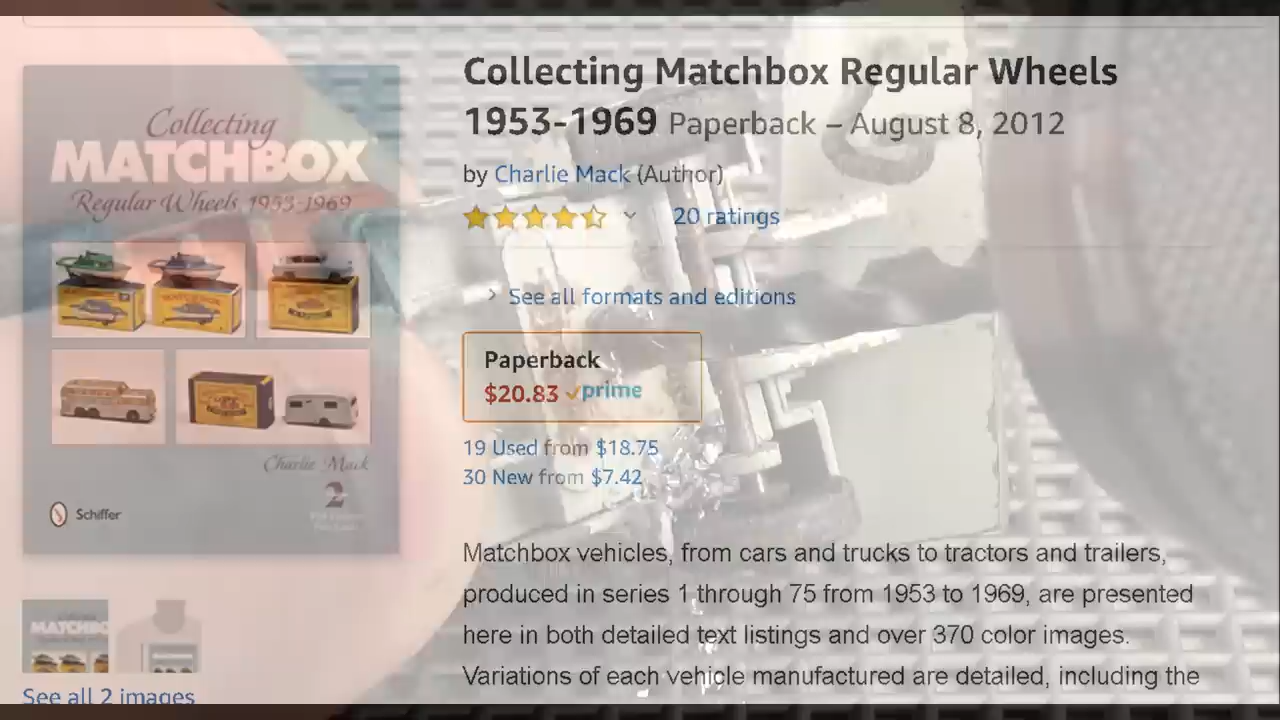 Collecting
MATCHBOX
Regular Wheels 1953-1969
Charlie Mack
2
Schiffer
MATCHBO
See all 2 images
Collecting Matchbox Regular Wheels
1953-1969 Paperback – August 8, 2012
by Charlie Mack (Author)
20 ratings
See all formats and editions
Paperback
$20.83 prime
19 Used from $18.75
30 New from $7.42
Matchbox vehicles, from cars and trucks to tractors and trailers,
produced in series 1 through 75 from 1953 to 1969, are presented
here in both detailed text listings and over 370 color images.
Variations of each vehicle manufactured are detailed, including the